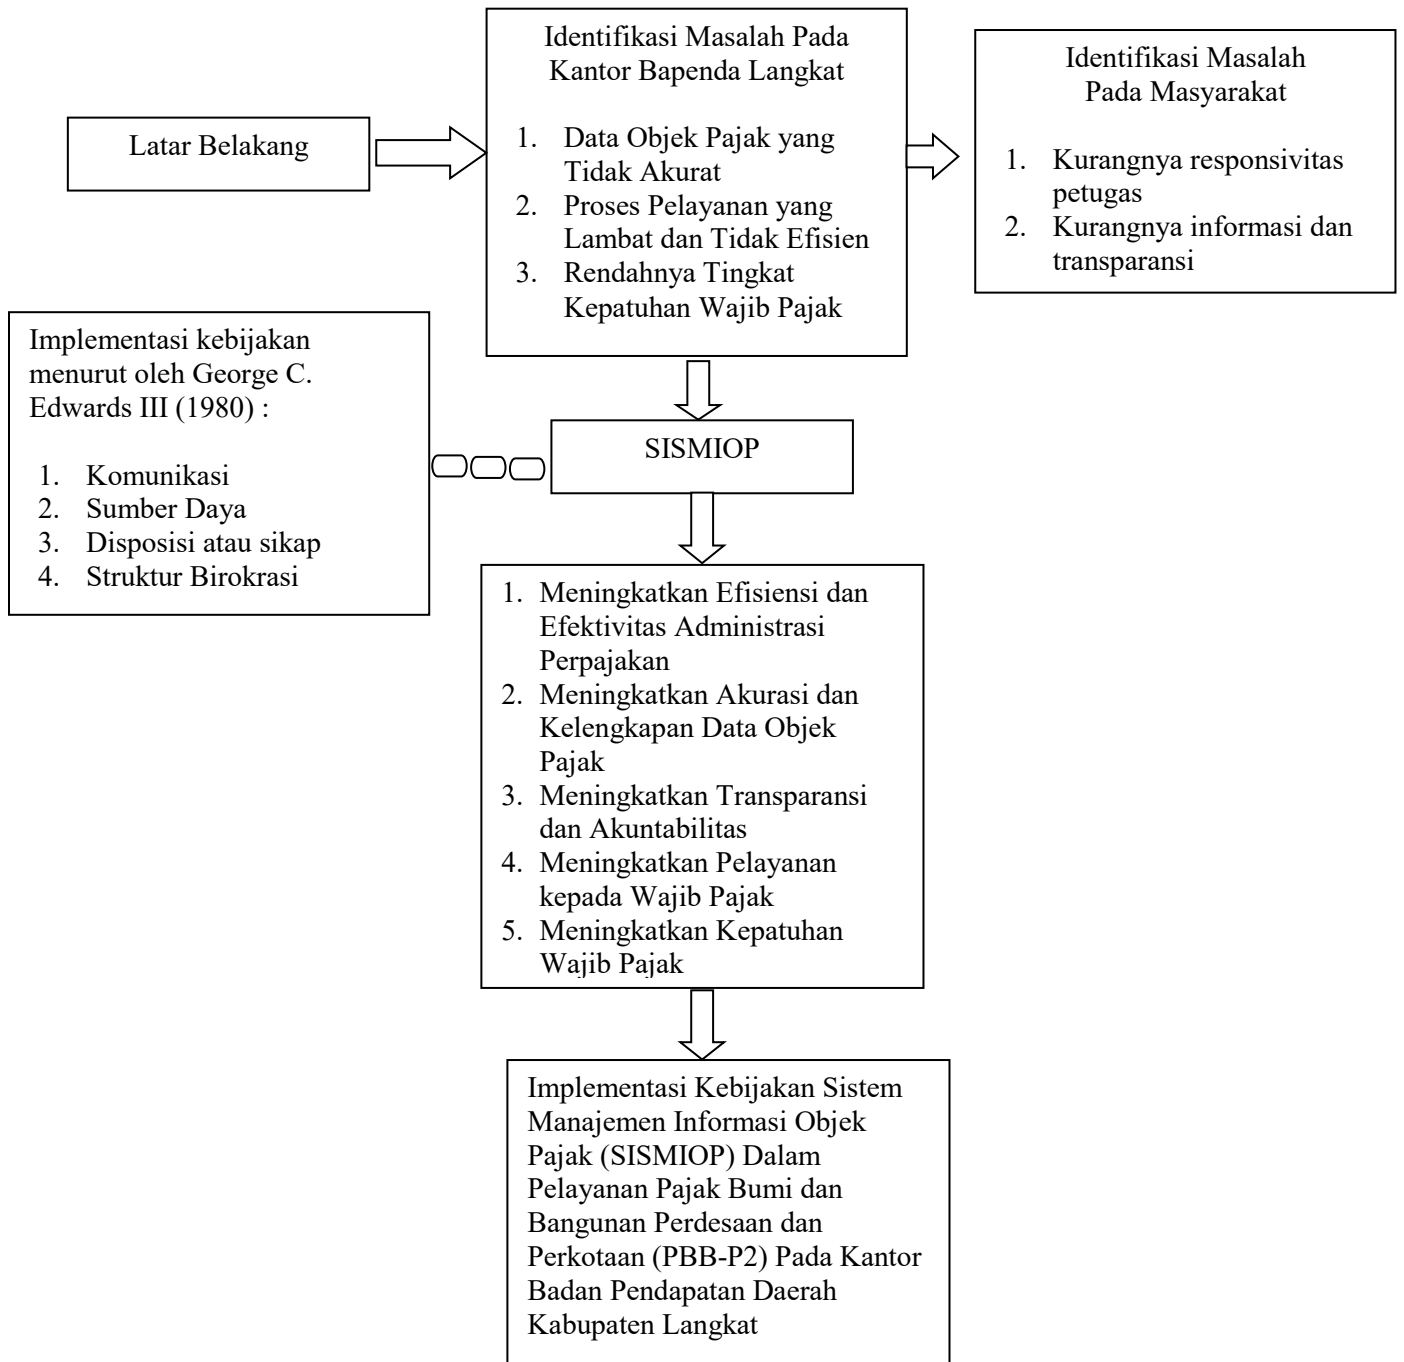 Latar Belakang
Identifikasi Masalah Pada
Kantor Bapenda Langkat
1. Data Objek Pajak yang
Tidak Akurat
2. Proses Pelayanan yang
Lambat dan Tidak Efisien
3. Rendahnya Tingkat
Kepatuhan Wajib Pajak
Identifikasi Masalah
Pada Masyarakat
1. Kurangnya responsivitas
petugas
2. Kurangnya informasi dan
transparansi
Implementasi kebijakan
menurut oleh George C.
Edwards III (1980) :
1. Komunikasi
2. Sumber Daya
3. Disposisi atau sikap
4. Struktur Birokrasi
SISMIOP
1. Meningkatkan Efisiensi dan
Efektivitas Administrasi
Perpajakan
2. Meningkatkan Akurasi dan
Kelengkapan Data Objek
Pajak
3. Meningkatkan Transparansi
dan Akuntabilitas
4. Meningkatkan Pelayanan
kepada Wajib Pajak
5. Meningkatkan Kepatuhan
Wajib Pajak
Implementasi Kebijakan Sistem
Manajemen Informasi Objek
Pajak (SISMIOP) Dalam
Pelayanan Pajak Bumi dan
Bangunan Perdesaan dan
Perkotaan (PBB-P2) Pada Kantor
Badan Pendapatan Daerah
Kabupaten Langkat